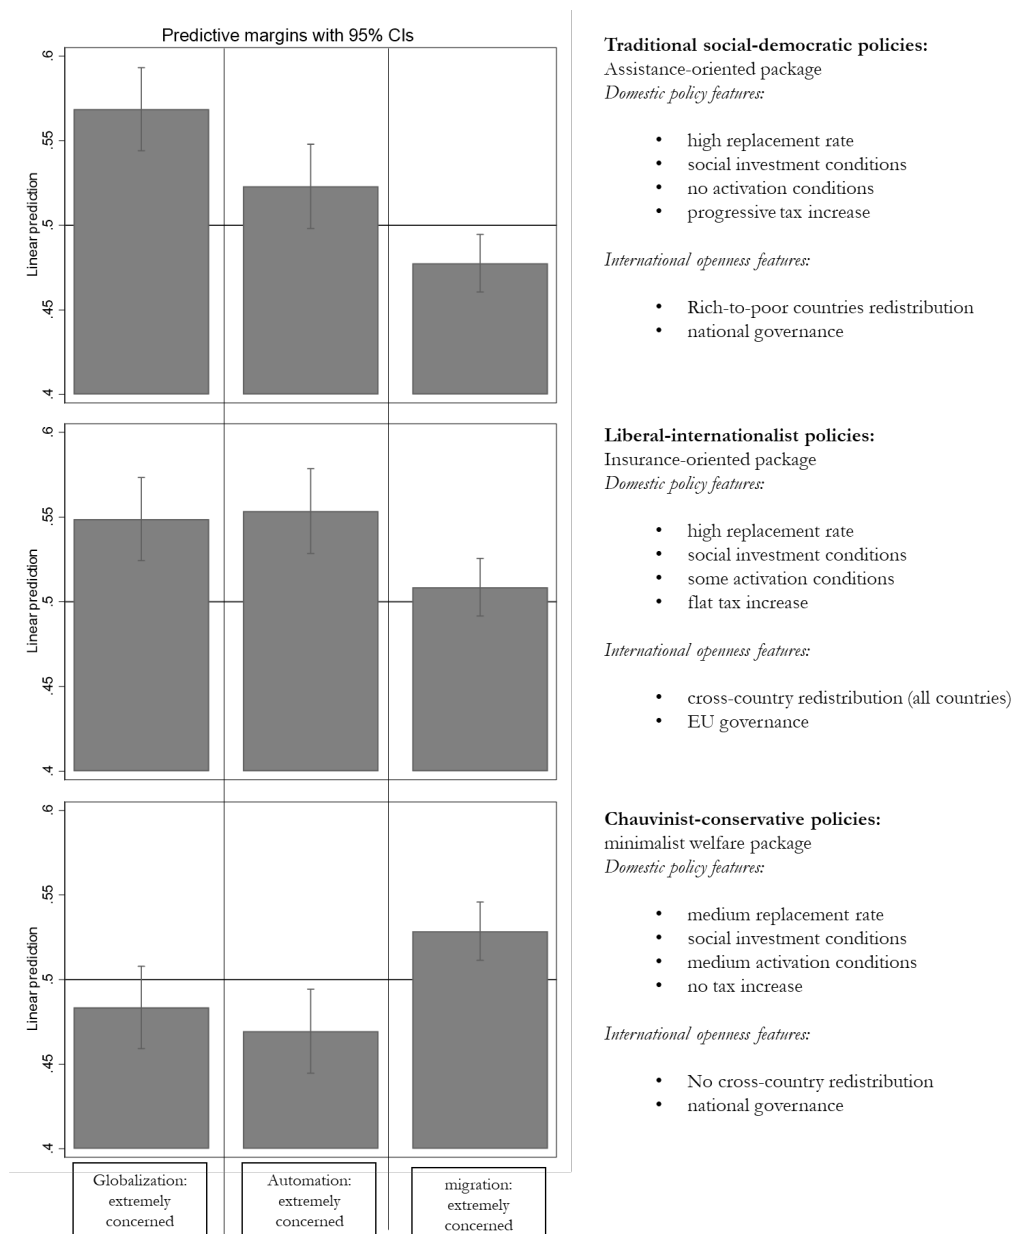 Predictive margins with 95% CIs
.6
.55
.5
.45
.4
Linear prediction
Traditional social-democratic policies:
Assistance-oriented package
Domestic policy features:
• high replacement rate
• social investment conditions
• no activation conditions
• progressive tax increase
International openness features:
• Rich-to-poor countries redistribution
• national governance
.6
.55
.5
.45
.4
Linear prediction
Liberal-internationalist policies:
Insurance-oriented package
Domestic policy features:
• high replacement rate
• social investment conditions
• some activation conditions
• flat tax increase
International openness features:
• cross-country redistribution (all countries)
• EU governance
.6
.55
.5
.45
.4
Linear prediction
Chauvinist-conservative policies:
minimalist welfare package
Domestic policy features:
• medium replacement rate
• social investment conditions
• medium activation conditions
• no tax increase
International openness features:
• No cross-country redistribution
• national governance
Globalization:
extremely
concerned
Automation:
extremely
concerned
migration:
extremely
concerned